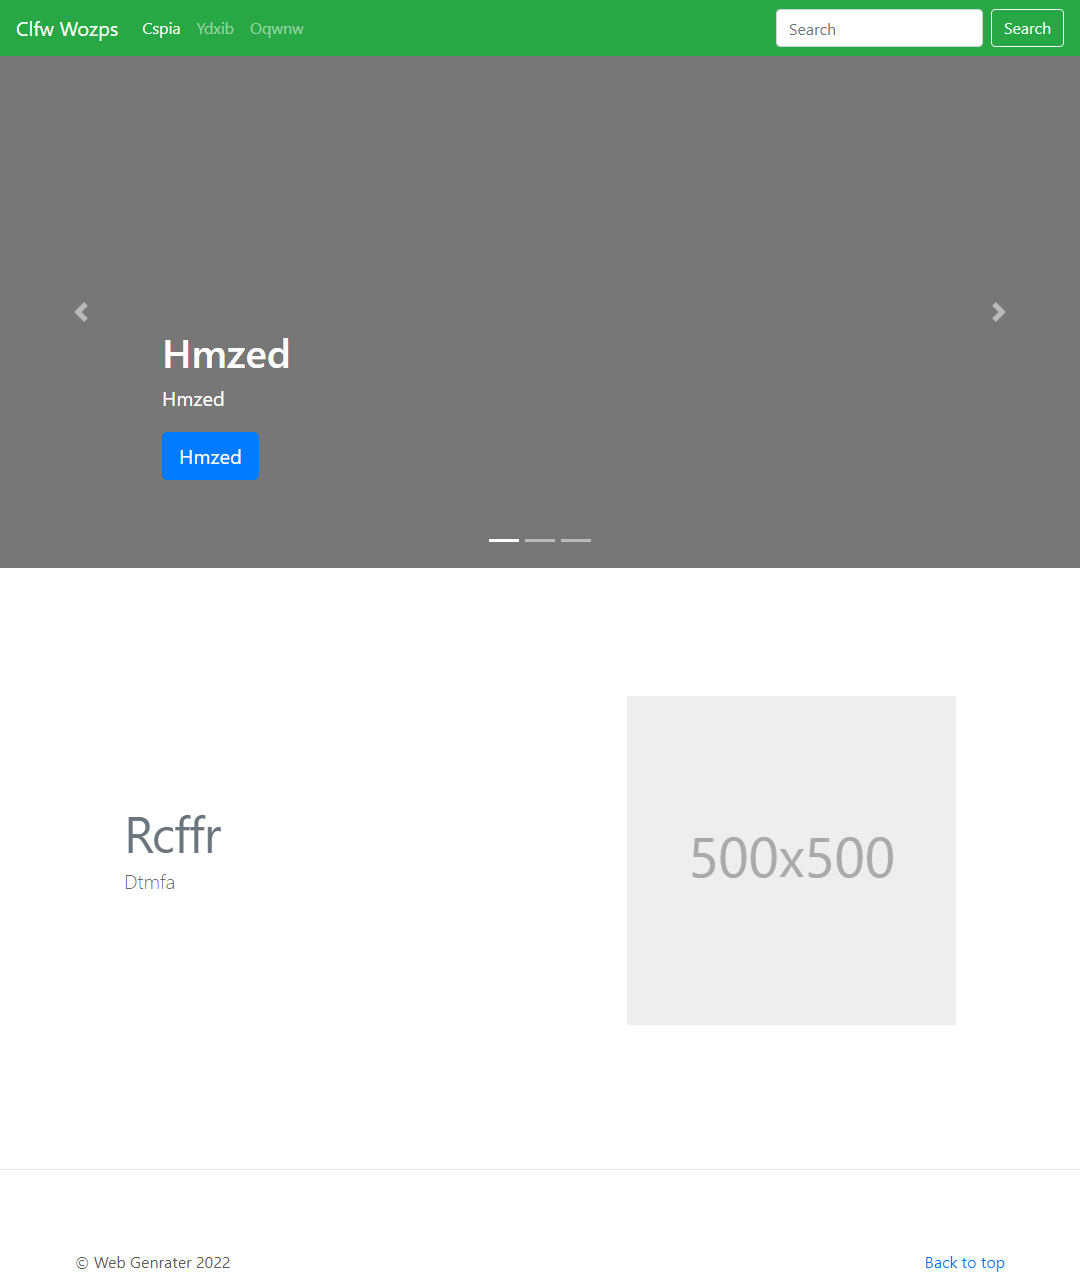 Clfw Wozps Cspia Ydxib Oqwnw Search Search
Hmzed
Hmzed
Hmzed
Rcffr
Dtmfa
500x500
© Web Genrater 2022 Back to top